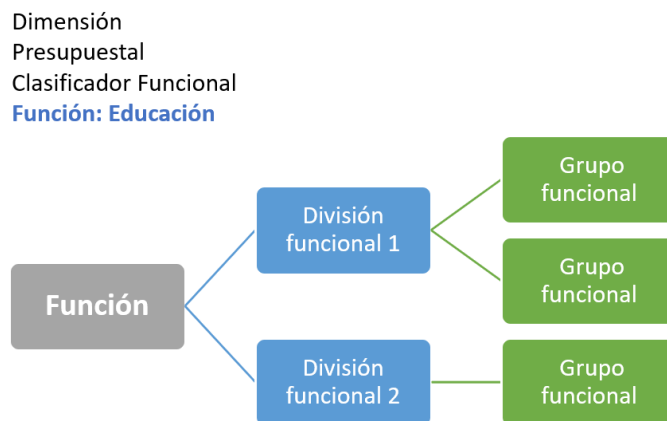 Dimensión
Presupuestal
Clasificador Funcional
Función: Educación
Grupo
funcional
División
funcional 1
Grupo
funcional
Función
División
funcional 2
Grupo
funcional